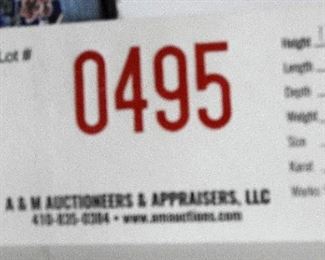 Lot #
0495
Height
Length
Depth
Weight
Size
Karat
A & M AUCTIONEERS & APPRAISERS, LLC
410-835-0384 • www.amauctions.com